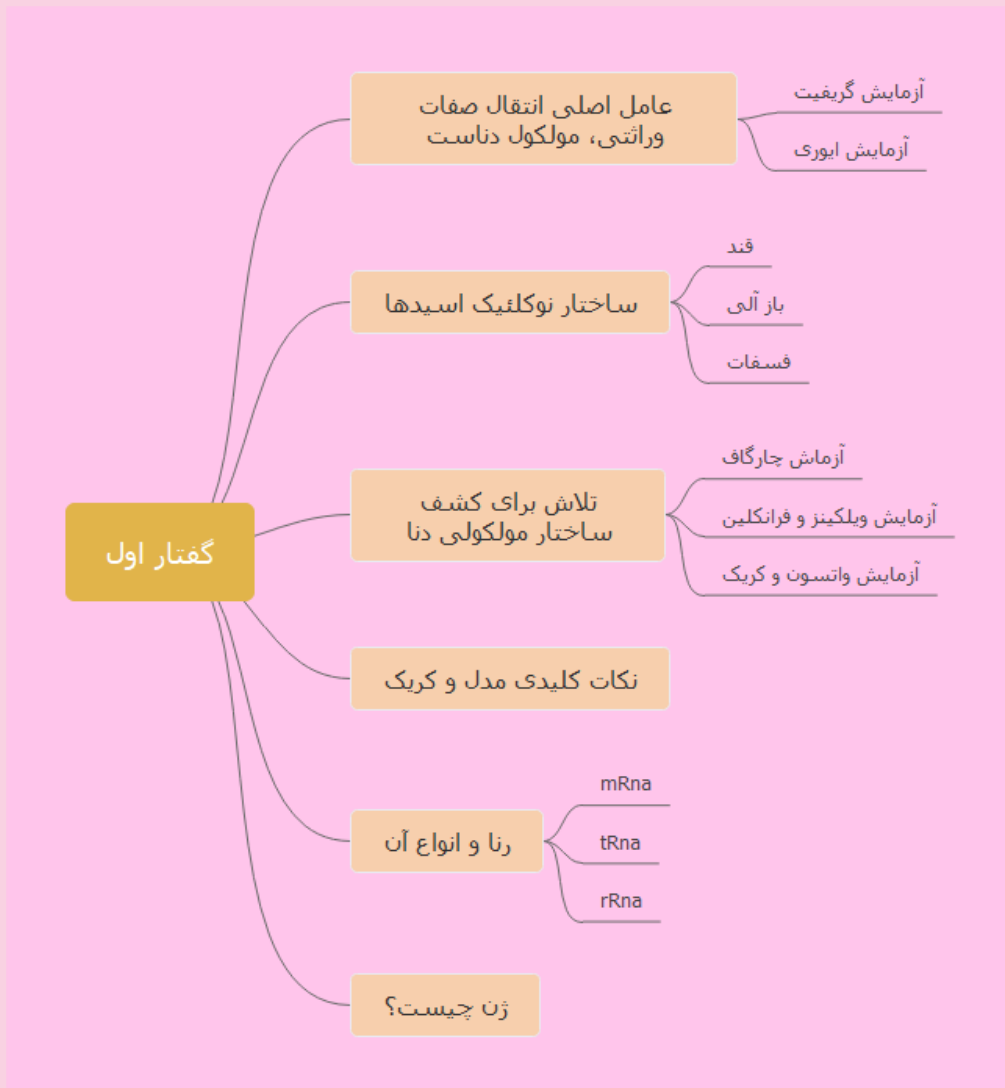 گفتار اول
عامل اصلی انتقال صفات
وراثتی، مولکول دناست
آزمایش گریفیت
آزمایش ایوری
ساختار نوکلئیک اسیدها
قند
باز آلی
فسفات
تلاش برای کشف
ساختار مولکولی دنا
آزماش چارگاف
آزمایش ویلکینز و فرانکلین
آزمایش واتسون و کریک
نکات کلیدی مدل و کریک
رنا و انواع آن
mRna
tRna
rRna
ژن چیست؟